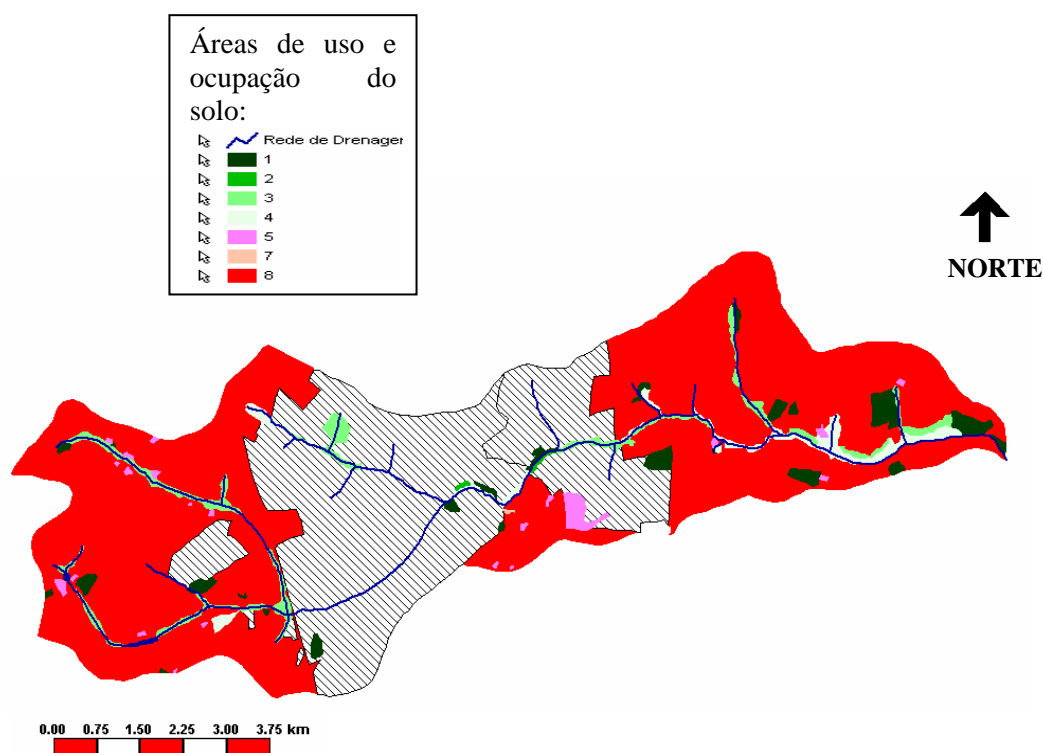 Áreas de uso e
ocupação do
solo:
Rede de Drenager
1
2
3
4
5
7
8
NORTE
0.00 0.75 1.50 2.25 3.00 3.75 km